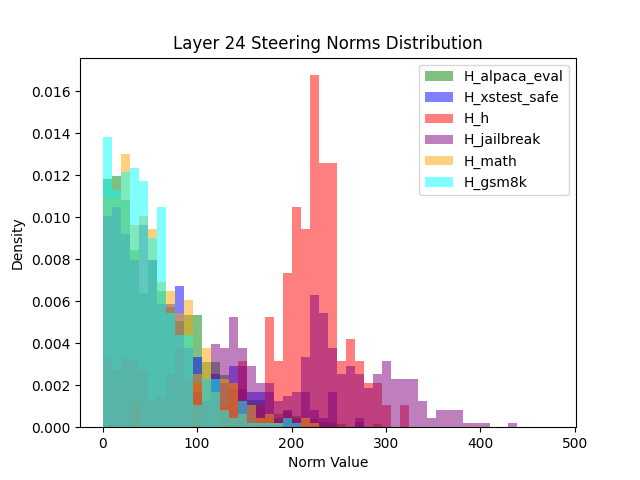 Layer 24 Steering Norms Distribution
H_alpaca_eval
H_xstest_safe
H_h
H_jailbreak
H_math
H_gsm8k
0.016
0.014
0.012
0.010
0.008
0.006
0.004
0.002
0.000
Density
0 100 200 300 400 500
Norm Value